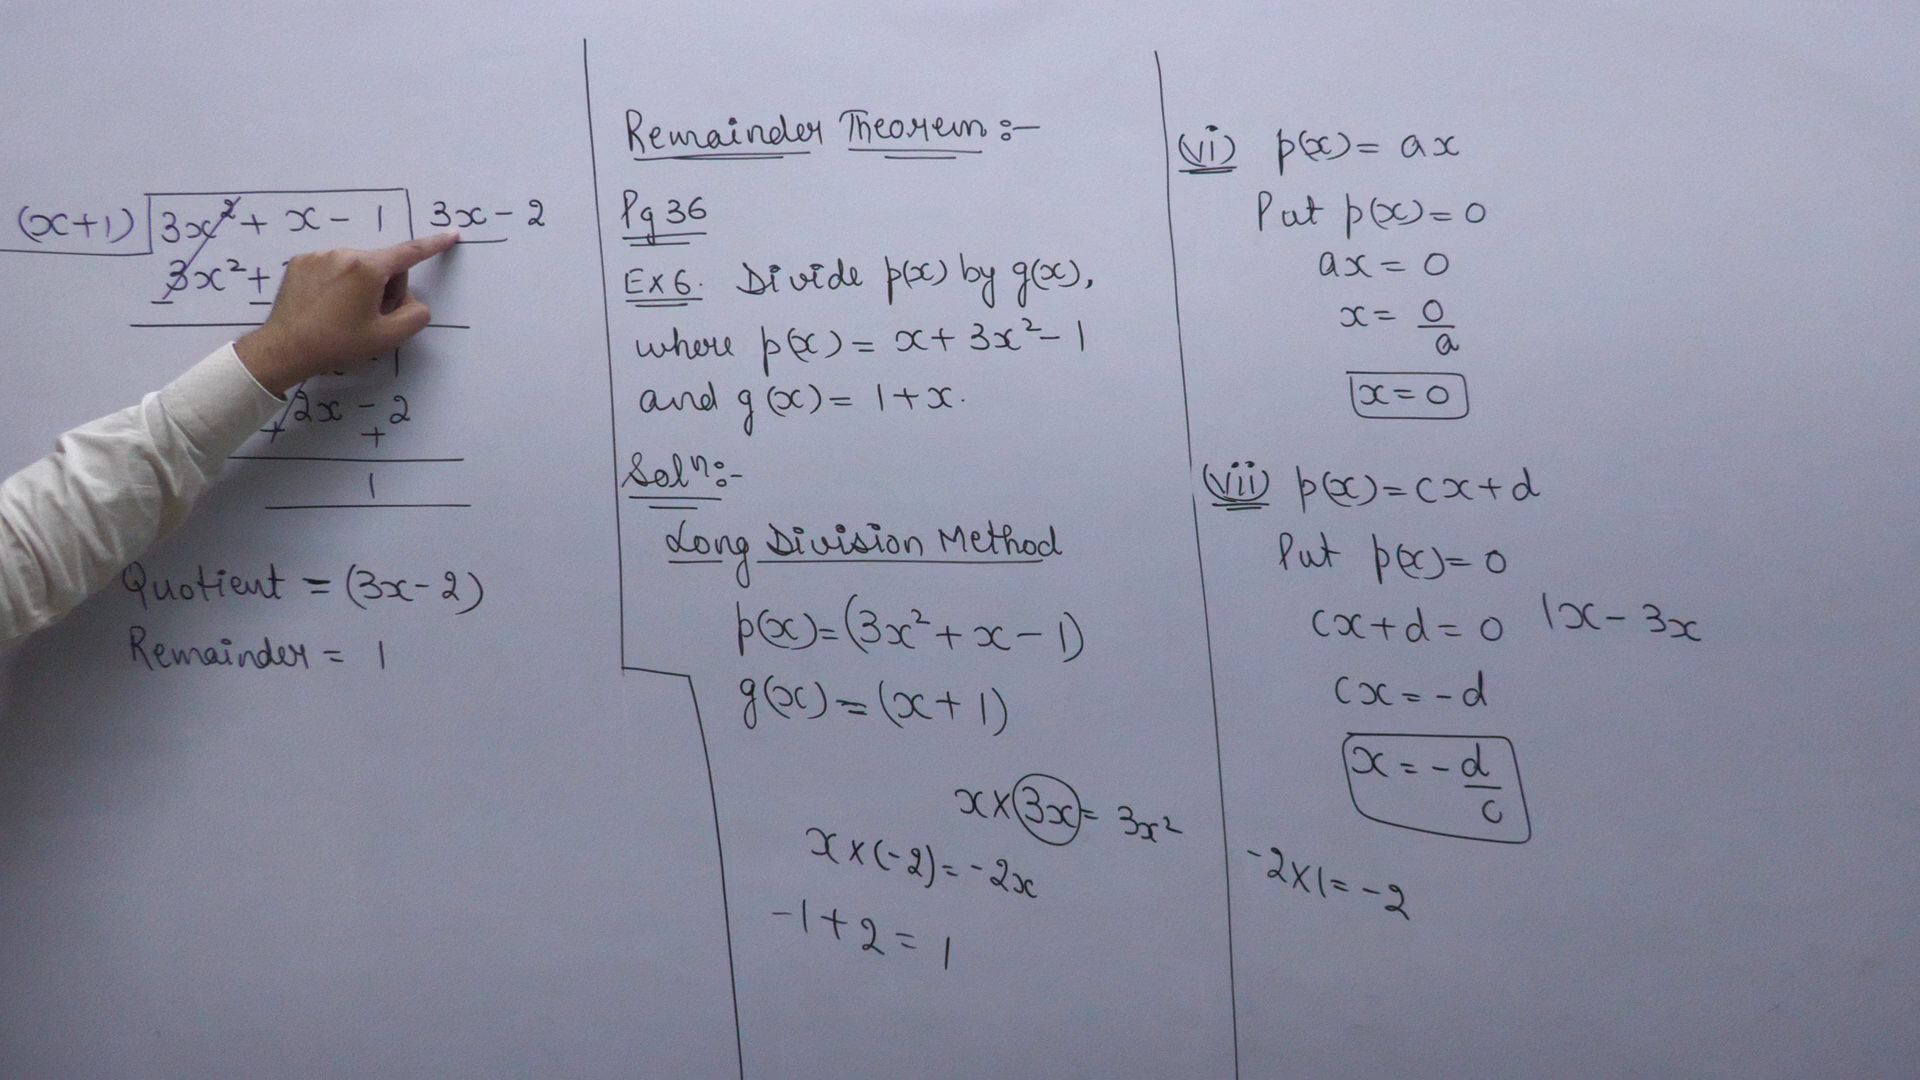 (x+1) 3x² + x - 1 3x - 2
3x² +
- -
1
2x - 2
+ +
1
Quotient = (3x-2)
Remainder = 1
Remainder Theorem :-
Pg 36
Ex 6. Divide p(x) by g(x),
where p(x) = x + 3x² - 1
and g(x) = 1 + x.
Solⁿ:-
Long Division Method
p(x) = (3x² + x - 1)
g(x) = (x + 1)
x × 3x = 3x²
x × (-2) = -2x
-1 + 2 = 1
(vi) p(x) = ax
Put p(x) = 0
ax = 0
x = 0/a
x = 0
(vii) p(x) = cx + d
Put p(x) = 0
cx + d = 0 1x - 3x
cx = -d
x = -d/c
-2 × 1 = -2